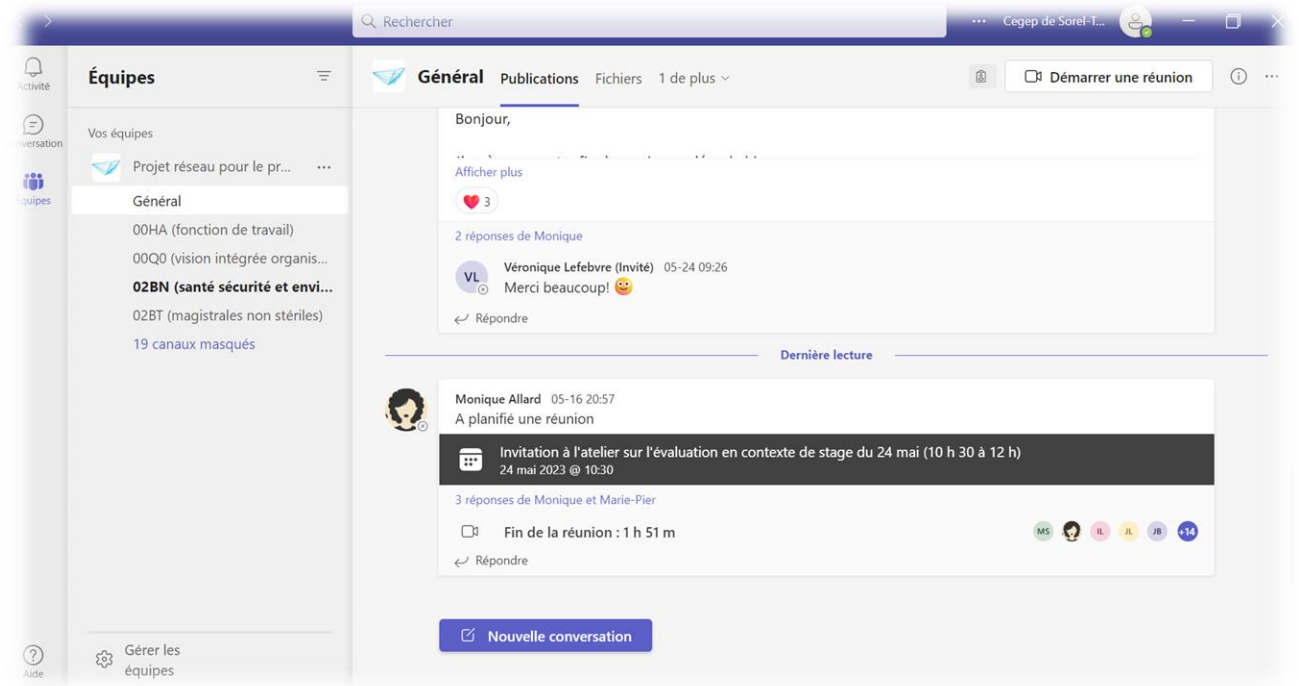 Rechercher
Cegep de Sorel-T...
Activité
Équipes
Aide
Équipes
Vos équipes
Projet réseau pour le pr...
Général
00HA (fonction de travail)
00Q0 (vision intégrée organis...
02BN (santé sécurité et envi...
02BT (magistrales non stériles)
19 canaux masqués
Gérer les
équipes
Général Publications Fichiers 1 de plus
Démarrer une réunion
Bonjour,
Afficher plus
3
2 réponses de Monique
VL
Véronique Lefebvre (Invité) 05-24 09:26
Merci beaucoup!
Répondre
Dernière lecture
Monique Allard 05-16 20:57
A planifié une réunion
Invitation à l'atelier sur l'évaluation en contexte de stage du 24 mai (10 h 30 à 12 h)
24 mai 2023 @ 10:30
3 réponses de Monique et Marie-Pier
Fin de la réunion : 1 h 51 m
MS IL JL JB +14
Répondre
Nouvelle conversation